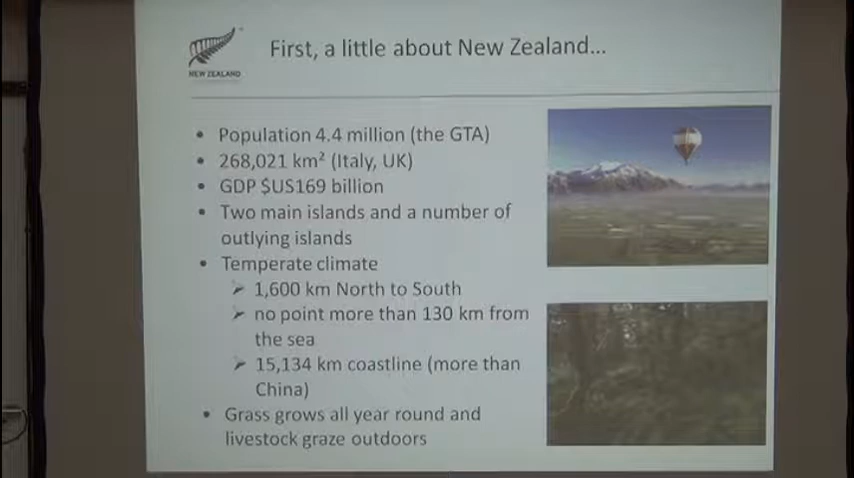 NEW ZEALAND
First, a little about New Zealand...
• Population 4.4 million (the GTA)
• 268,021 km² (Italy, UK)
• GDP $US169 billion
• Two main islands and a number of
outlying islands
• Temperate climate
➢ 1,600 km North to South
➢ no point more than 130 km from
the sea
➢ 15,134 km coastline (more than
China)
• Grass grows all year round and
livestock graze outdoors